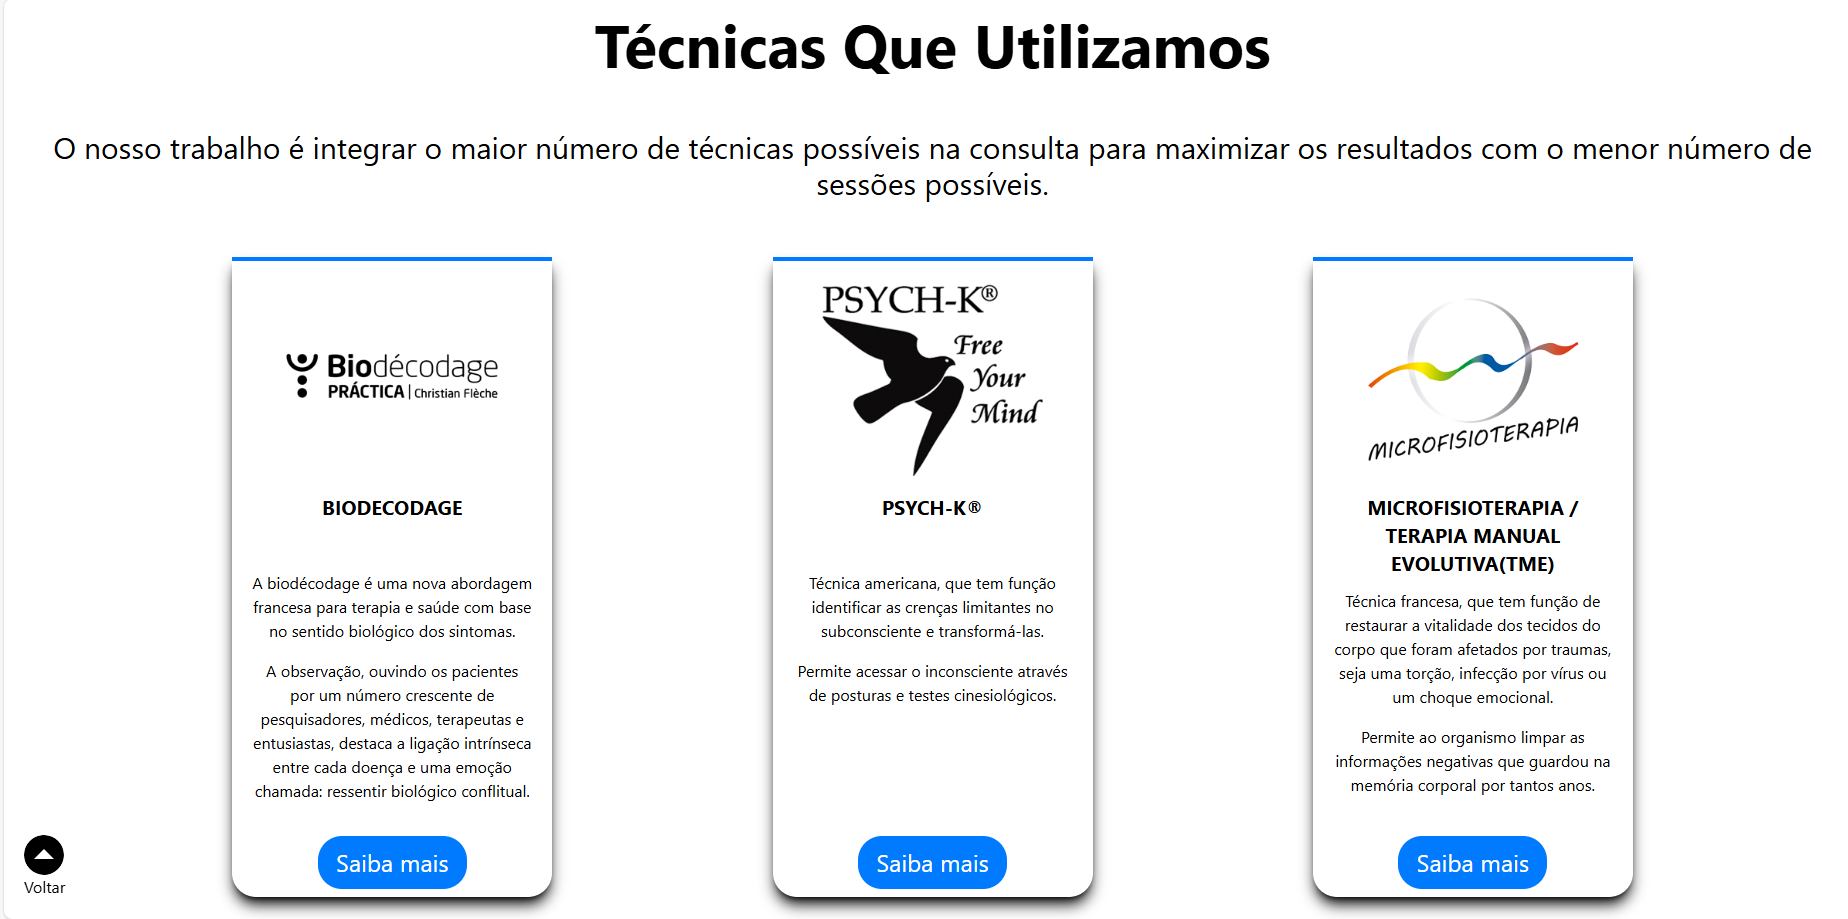 Técnicas Que Utilizamos
O nosso trabalho é integrar o maior número de técnicas possíveis na consulta para maximizar os resultados com o menor número de
sessões possíveis.
Biodécodage
PRÁCTICA | Christian Flèche
BIODECODAGE
A biodécodage é uma nova abordagem
francesa para terapia e saúde com base
no sentido biológico dos sintomas.
A observação, ouvindo os pacientes
por um número crescente de
pesquisadores, médicos, terapeutas e
entusiastas, destaca a ligação intrínseca
entre cada doença e uma emoção
chamada: ressentir biológico conflitual.
Saiba mais
PSYCH-K®
Free
Your
Mind
PSYCH-K®
Técnica americana, que tem função
identificar as crenças limitantes no
subconsciente e transformá-las.
Permite acessar o inconsciente através
de posturas e testes cinesiológicos.
Saiba mais
MICROFISIOTERAPIA
MICROFISIOTERAPIA /
TERAPIA MANUAL
EVOLUTIVA(TME)
Técnica francesa, que tem função de
restaurar a vitalidade dos tecidos do
corpo que foram afetados por traumas,
seja uma torção, infecção por vírus ou
um choque emocional.
Permite ao organismo limpar as
informações negativas que guardou na
memória corporal por tantos anos.
Saiba mais
Voltar